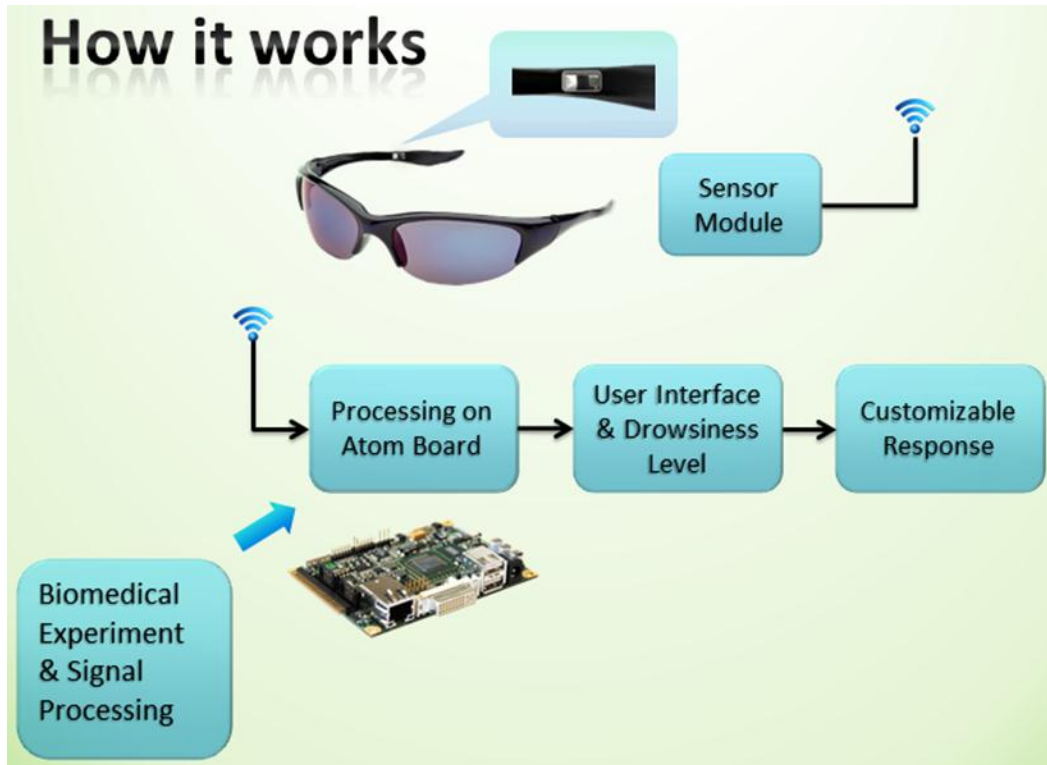 How it works
Sensor
Module
Processing on
Atom Board
User Interface
& Drowsiness
Level
Customizable
Response
Biomedical
Experiment
& Signal
Processing